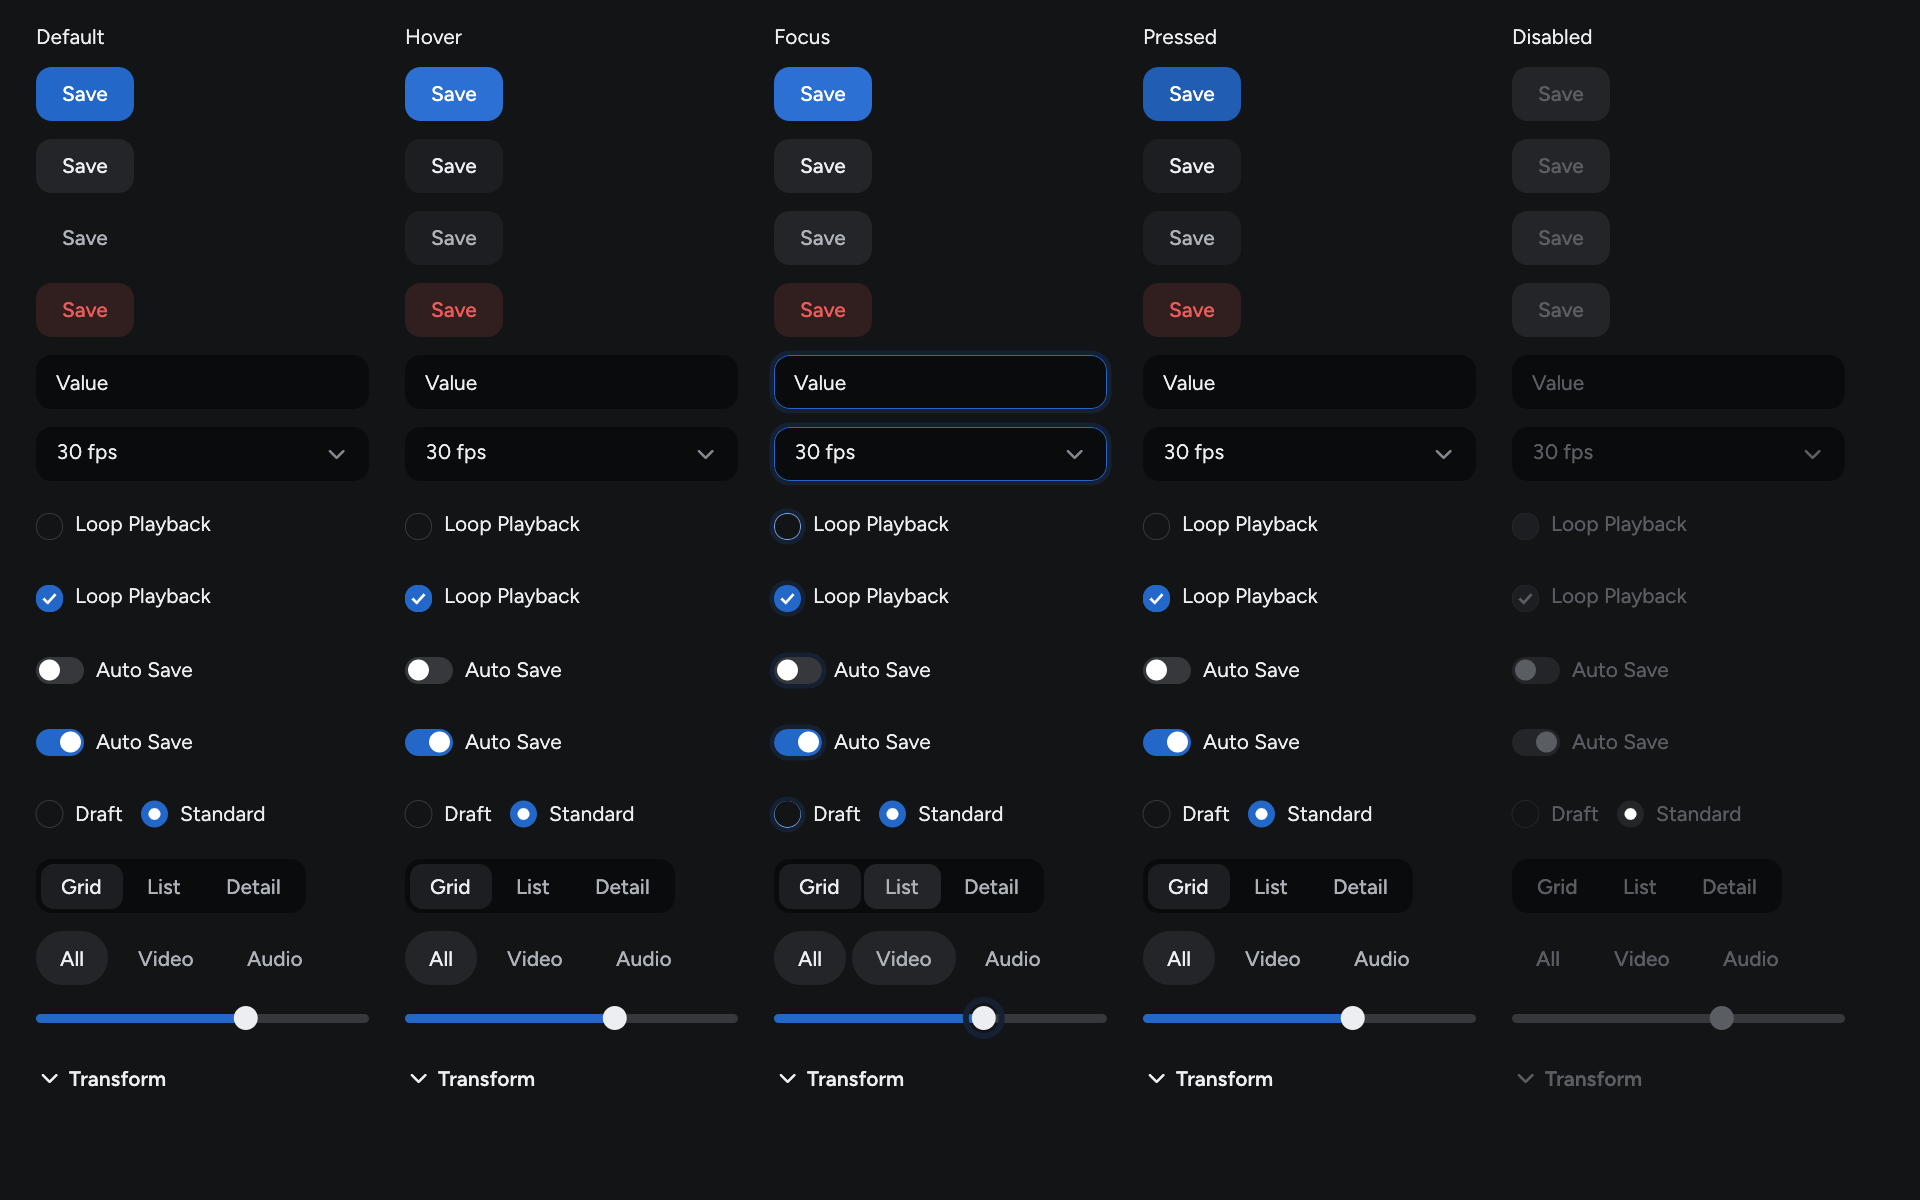 Default Hover Focus Pressed Disabled
Save Save Save Save Save
Save Save Save Save Save
Save Save Save Save Save
Save Save Save Save Save
Value Value Value Value Value
30 fps 30 fps 30 fps 30 fps 30 fps
Loop Playback Loop Playback Loop Playback Loop Playback Loop Playback
Loop Playback Loop Playback Loop Playback Loop Playback Loop Playback
Auto Save Auto Save Auto Save Auto Save Auto Save
Auto Save Auto Save Auto Save Auto Save Auto Save
Draft Standard Draft Standard Draft Standard Draft Standard Draft Standard
Grid List Detail Grid List Detail Grid List Detail Grid List Detail Grid List Detail
All Video Audio All Video Audio All Video Audio All Video Audio All Video Audio
Transform Transform Transform Transform Transform